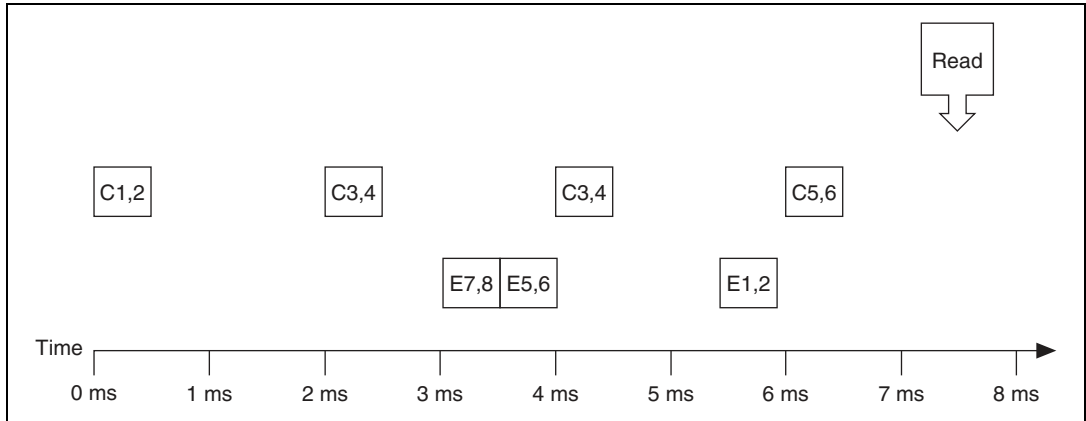 Read
C1,2 C3,4 C3,4 C5,6
E7,8 E5,6 E1,2
Time
0 ms 1 ms 2 ms 3 ms 4 ms 5 ms 6 ms 7 ms 8 ms